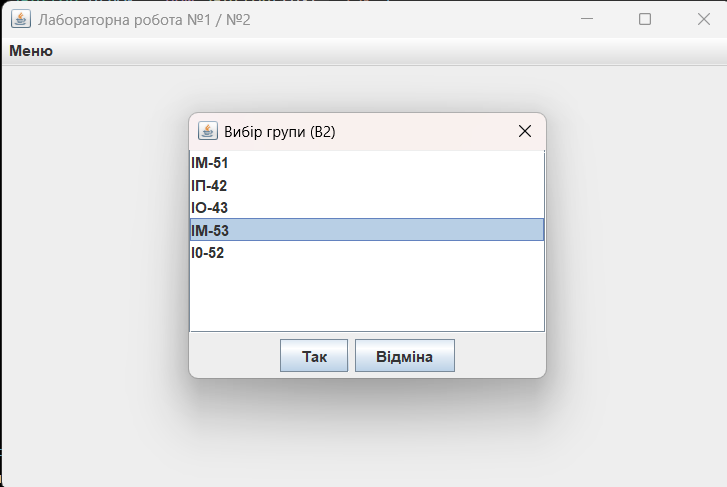 Лабораторна робота №1 / №2
Меню
Вибір групи (B2)
ІМ-51
ІП-42
ІО-43
ІМ-53
І0-52
Так
Відміна